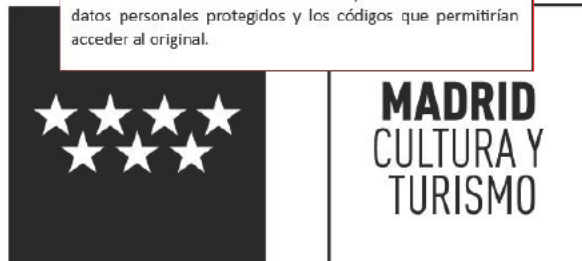 datos personales protegidos y los códigos que permitirían
acceder al original.
MADRID
CULTURA Y
TURISMO